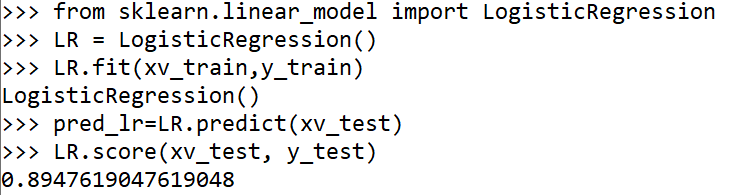 >>> from sklearn.linear_model import LogisticRegression
>>> LR = LogisticRegression()
>>> LR.fit(xv_train,y_train)
LogisticRegression()
>>> pred_lr=LR.predict(xv_test)
>>> LR.score(xv_test, y_test)
0.8947619047619048